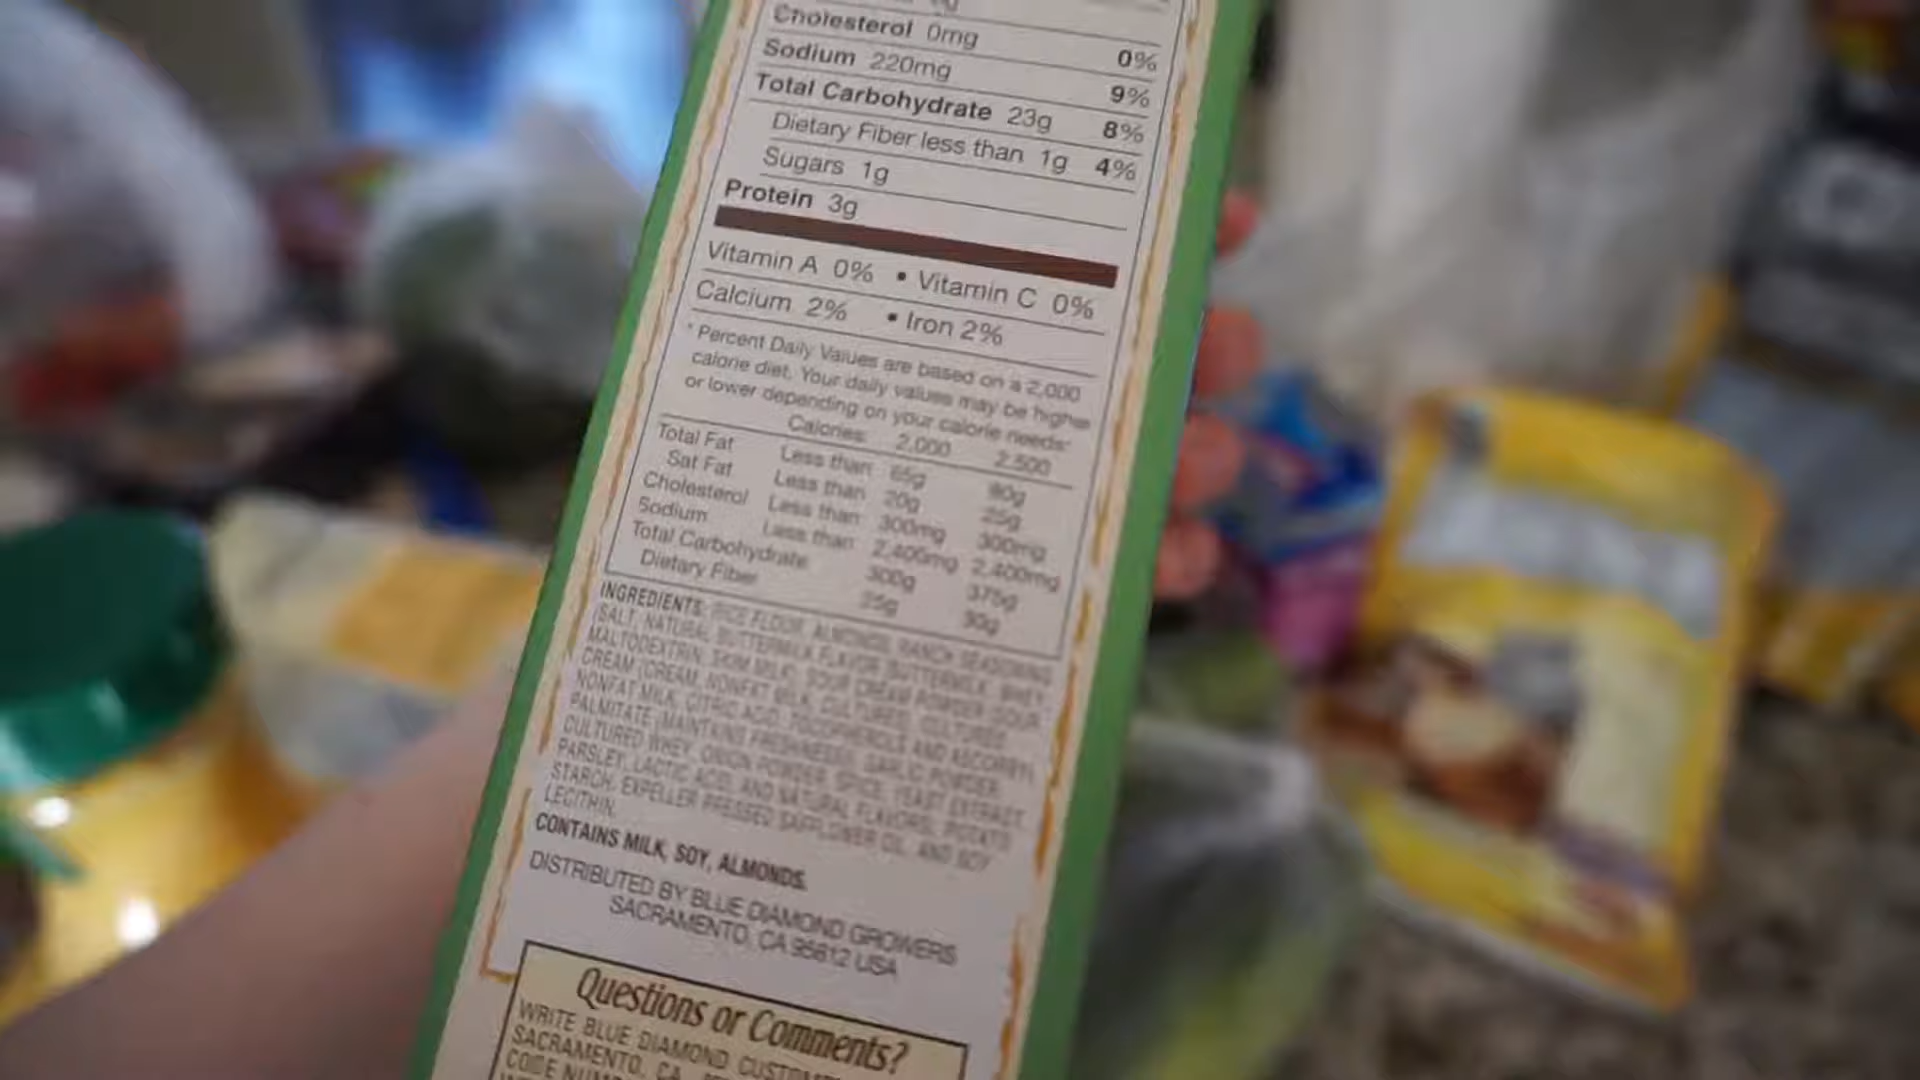 Cholesterol 0mg 0%
Sodium 220mg 9%
Total Carbohydrate 23g 8%
Dietary Fiber less than 1g 4%
Sugars 1g
Protein 3g
Vitamin A 0% • Vitamin C 0%
Calcium 2% • Iron 2%
* Percent Daily Values are based on a 2,000
calorie diet. Your daily values may be higher
or lower depending on your calorie needs:
Calories: 2,000 2,500
Total Fat Less than 65g 80g
Sat Fat Less than 20g 25g
Cholesterol Less than 300mg 300mg
Sodium Less than 2,400mg 2,400mg
Total Carbohydrate 300g 375g
Dietary Fiber 25g 30g
INGREDIENTS: RICE FLOUR, ALMONDS, RANCH SEASONING
(SALT, NATURAL BUTTERMILK FLAVOR [BUTTERMILK, WHEY,
MALTODEXTRIN, SKIM MILK, SOUR CREAM POWDER [SOUR
CREAM (CREAM, NONFAT MILK, CULTURES), CULTURED
NONFAT MILK, CITRIC ACID, TOCOPHEROLS AND ASCORBYL
PALMITATE (MAINTAINS FRESHNESS)], GARLIC POWDER,
CULTURED WHEY, ONION POWDER, SPICE, YEAST EXTRACT,
PARSLEY, LACTIC ACID, AND NATURAL FLAVORS), POTATO
STARCH, EXPELLER PRESSED SAFFLOWER OIL, AND SOY
LECITHIN.
CONTAINS MILK, SOY, ALMONDS.
DISTRIBUTED BY BLUE DIAMOND GROWERS
SACRAMENTO, CA 95812 USA
Questions or Comments?
WRITE BLUE DIAMOND
SACRAMENTO, CA
CODE